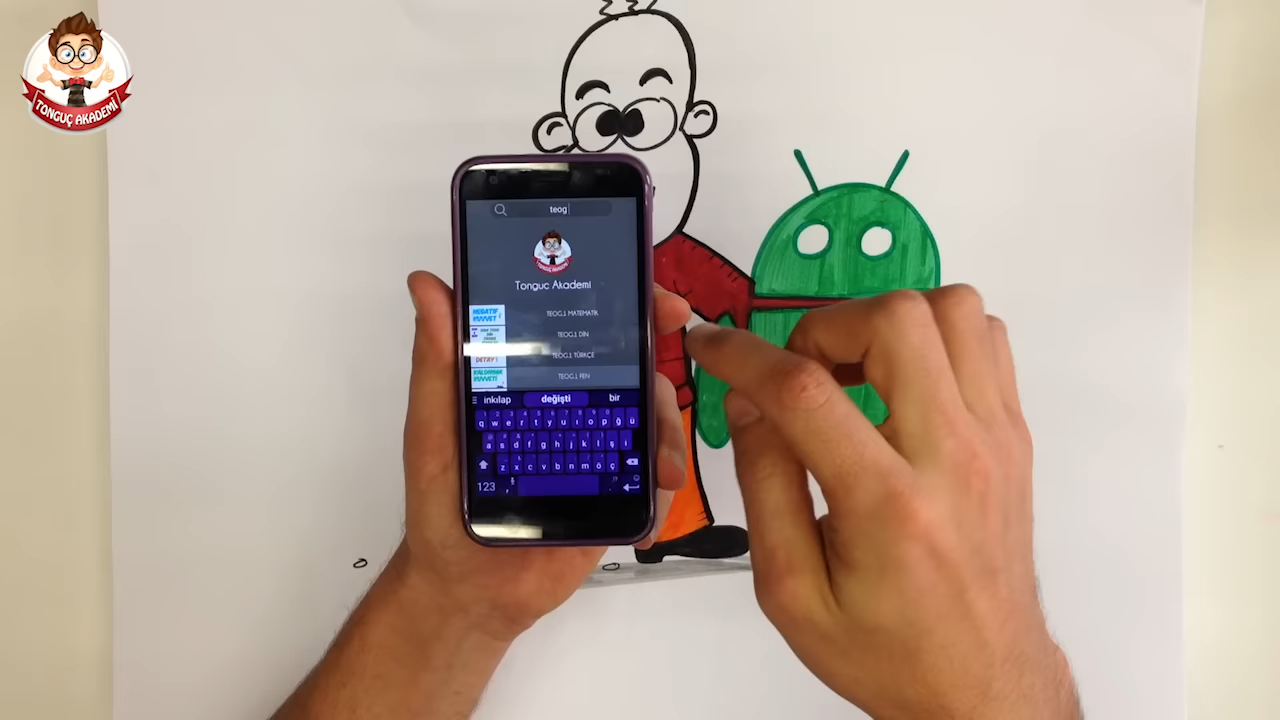 TONGUÇ AKADEMİ
teog
Tonguc Akademi
TEOG.1 MATEMATİK
TEOG.1 DİN
TEOG.1 TÜRKÇE
TEOG.1 FEN
inkılap değişti bir
q w e r t y u ı o p ğ ü
a s d f g h j k l ş i
z x c v b n m ö ç
123 , .